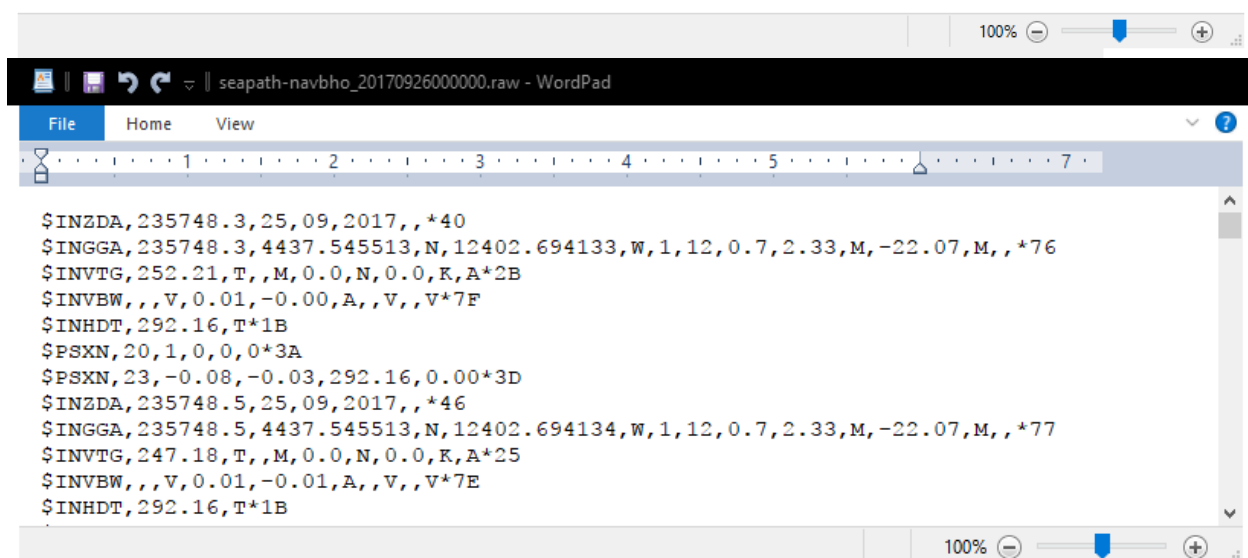 100%
seapath-navbho_20170926000000.raw - WordPad
File Home View
1 2 3 4 5 7
$INZDA,235748.3,25,09,2017,,*40
$INGGA,235748.3,4437.545513,N,12402.694133,W,1,12,0.7,2.33,M,-22.07,M,,*76
$INVTG,252.21,T,,M,0.0,N,0.0,K,A*2B
$INVBW,,,V,0.01,-0.00,A,,V,,V*7F
$INHDT,292.16,T*1B
$PSXN,20,1,0,0,0*3A
$PSXN,23,-0.08,-0.03,292.16,0.00*3D
$INZDA,235748.5,25,09,2017,,*46
$INGGA,235748.5,4437.545513,N,12402.694134,W,1,12,0.7,2.33,M,-22.07,M,,*77
$INVTG,247.18,T,,M,0.0,N,0.0,K,A*25
$INVBW,,,V,0.01,-0.01,A,,V,,V*7E
$INHDT,292.16,T*1B
100%